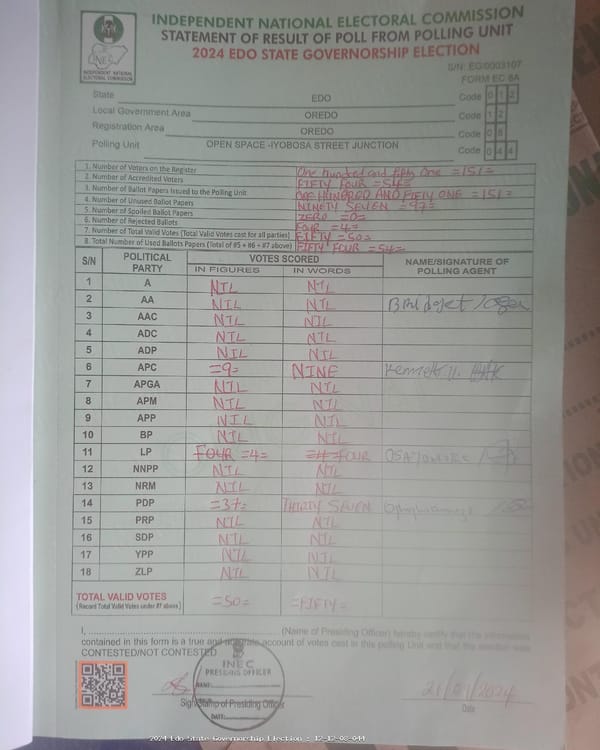 INDEPENDENT NATIONAL ELECTORAL COMMISSION
STATEMENT OF RESULT OF POLL FROM POLLING UNIT
2024 EDO STATE GOVERNORSHIP ELECTION
INEC
INDEPENDENT NATIONAL ELECTORAL COMMISSION
S/N: EG/0003107
FORM EC 8A
State EDO Code 0 1 2
Local Government Area OREDO Code 1 2
Registration Area OREDO Code 0 8
Polling Unit OPEN SPACE -IYOBOSA STREET JUNCTION Code 0 4 4
1. Number of Voters on the Register One hundred and fifty One =151=
2. Number of Accredited Voters FIFTY FOUR =54=
3. Number of Ballot Papers Issued to the Polling Unit ONE HUNDRED AND FIFTY ONE =151=
4. Number of Unused Ballot Papers NINETY SEVEN =97=
5. Number of Spoiled Ballot Papers ZERO =0=
6. Number of Rejected Ballots FOUR =4=
7. Number of Total Valid Votes (Total Valid Votes cast for all parties) FIFTY =50=
8. Total Number of Used Ballots Papers (Total of #5 + #6 + #7 above) FIFTY FOUR =54=
S/N POLITICAL PARTY VOTES SCORED NAME/SIGNATURE OF POLLING AGENT
IN FIGURES IN WORDS
1 A NIL NIL
2 AA NIL NIL
3 AAC NIL NIL
4 ADC NIL NIL
5 ADP NIL NIL
6 APC =9= NINE Kenneth
7 APGA NIL NIL
8 APM NIL NIL
9 APP NIL NIL
10 BP NIL NIL
11 LP FOUR =4= =4= FOUR
12 NNPP NIL NIL
13 NRM NIL NIL
14 PDP =37= THIRTY SEVEN
15 PRP NIL NIL
16 SDP NIL NIL
17 YPP NIL NIL
18 ZLP NIL NIL
TOTAL VALID VOTES =50= =FIFTY=
(Record Total Valid Votes under #7 above)
I, (Name of Presiding Officer) hereby certify that the information
contained in this form is a true and accurate account of votes cast in this polling Unit and that the election was
CONTESTED/NOT CONTESTED
INEC
PRESIDING OFFICER
NAME:
DATE:
Sign/Stamp of Presiding Officer
21/09/2024
Date
2024 Edo State Governorship Election : 12-12-08-044